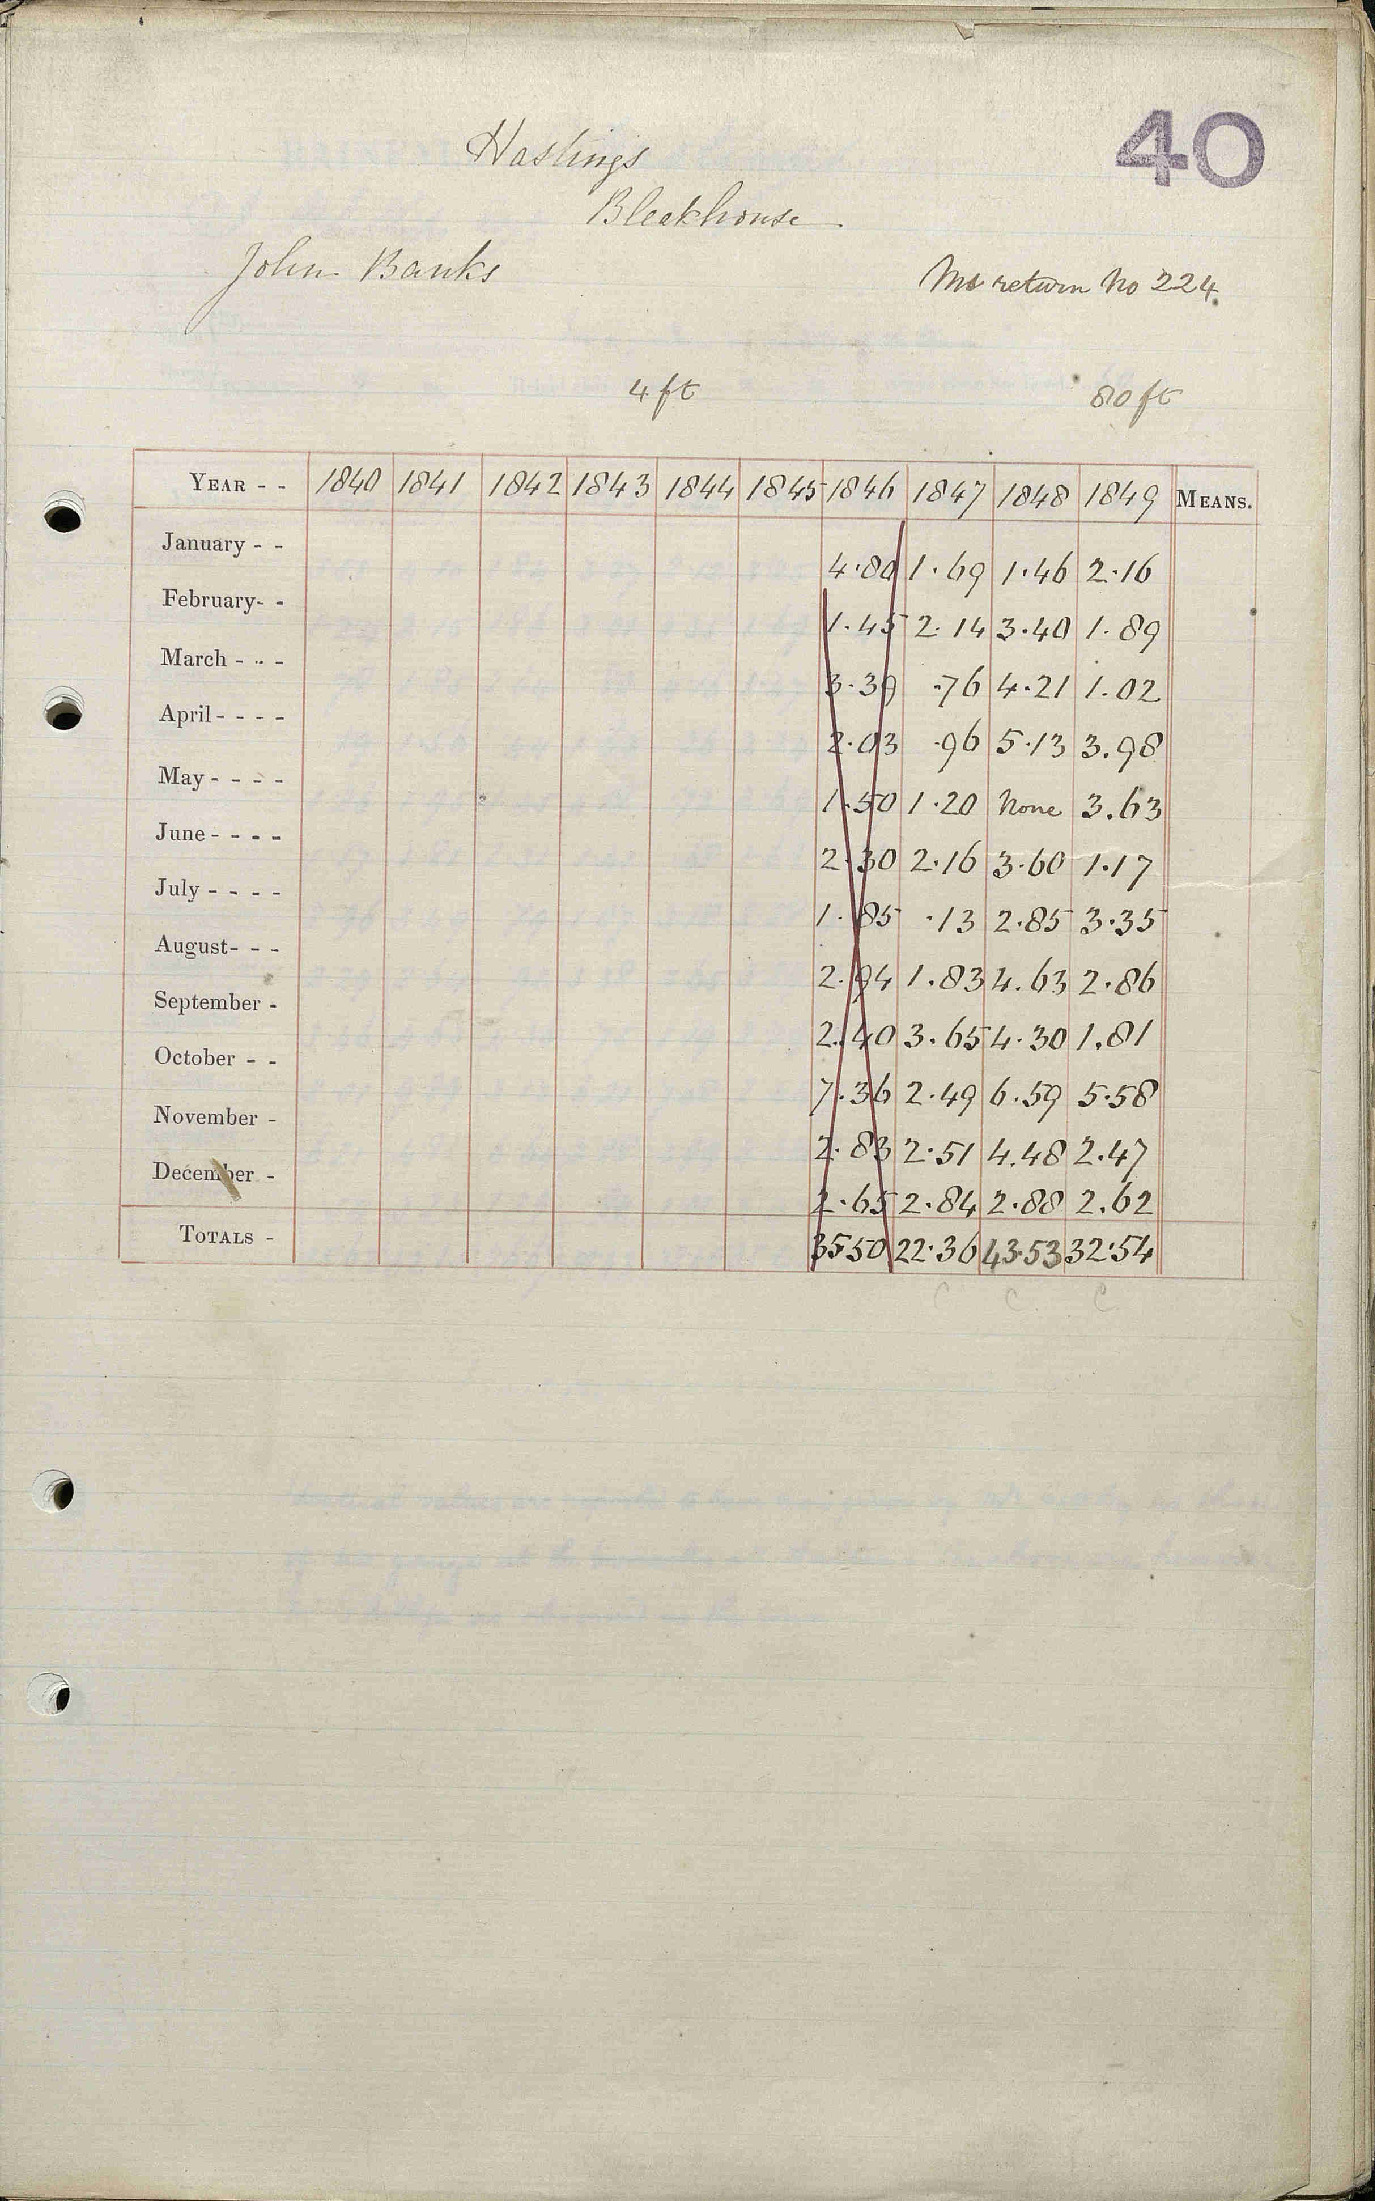 40
Hastings
Bleakhouse
John Banks
Ms return No 224
4 ft 80 ft
YEAR - - 1840 1841 1842 1843 1844 1845 1846 1847 1848 1849 MEANS.
January - - 4.80 1.69 1.46 2.16
February- - 1.45 2.14 3.40 1.89
March - - - 3.39 .76 4.21 1.02
April - - - - 2.03 .96 5.13 3.98
May - - - - 1.50 1.20 None 3.63
June - - - - 2.30 2.16 3.60 1.17
July - - - - 1.85 .13 2.85 3.35
August- - - 2.94 1.83 4.63 2.86
September - 2.40 3.65 4.30 1.81
October - - 7.36 2.49 6.59 5.58
November - 2.83 2.51 4.48 2.47
December - 2.65 2.84 2.88 2.62
TOTALS - 35.50 22.36 43.53 32.54
C C C